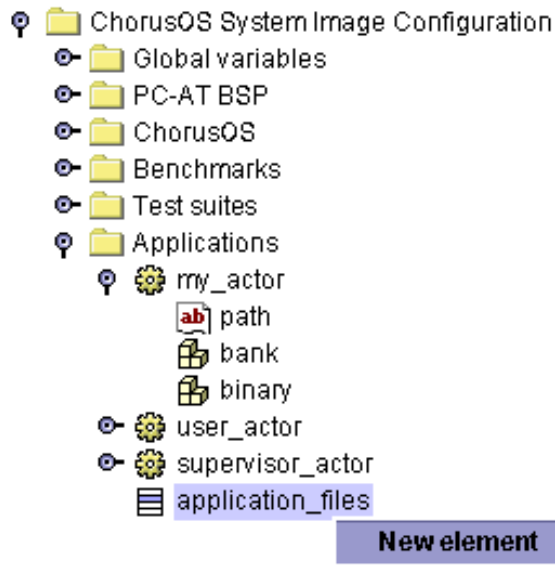 ChorusOS System Image Configuration
Global variables
PC-AT BSP
ChorusOS
Benchmarks
Test suites
Applications
my_actor
ab path
bank
binary
user_actor
supervisor_actor
application_files
New element